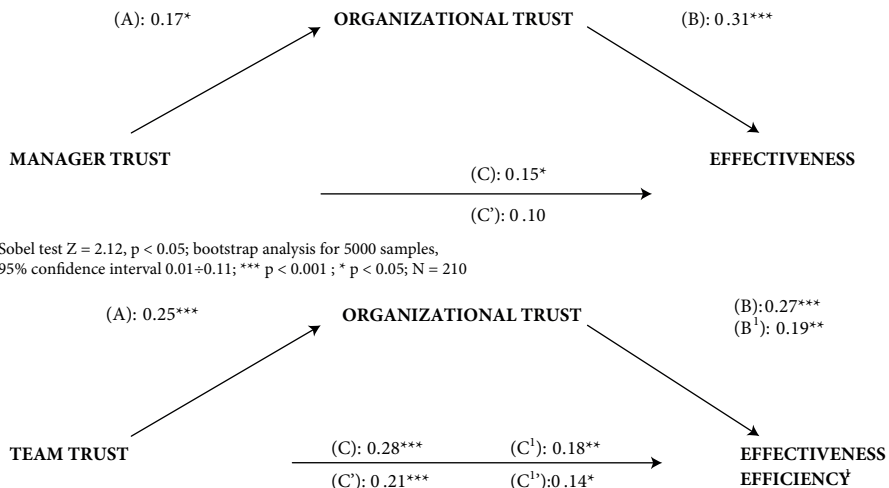 (A): 0.17*
ORGANIZATIONAL TRUST
(B): 0.31***
MANAGER TRUST
EFFECTIVENESS
(C): 0.15*
(C’): 0.10
Sobel test Z = 2.12, p < 0.05; bootstrap analysis for 5000 samples,
95% confidence interval 0.01÷0.11; *** p < 0.001 ; * p < 0.05; N = 210
(A): 0.25***
ORGANIZATIONAL TRUST
(B):0.27***
(B¹): 0.19**
TEAM TRUST
(C): 0.28***
(C¹): 0.18**
(C’): 0.21***
(C¹’):0.14*
EFFECTIVENESS
EFFICIENCY¹